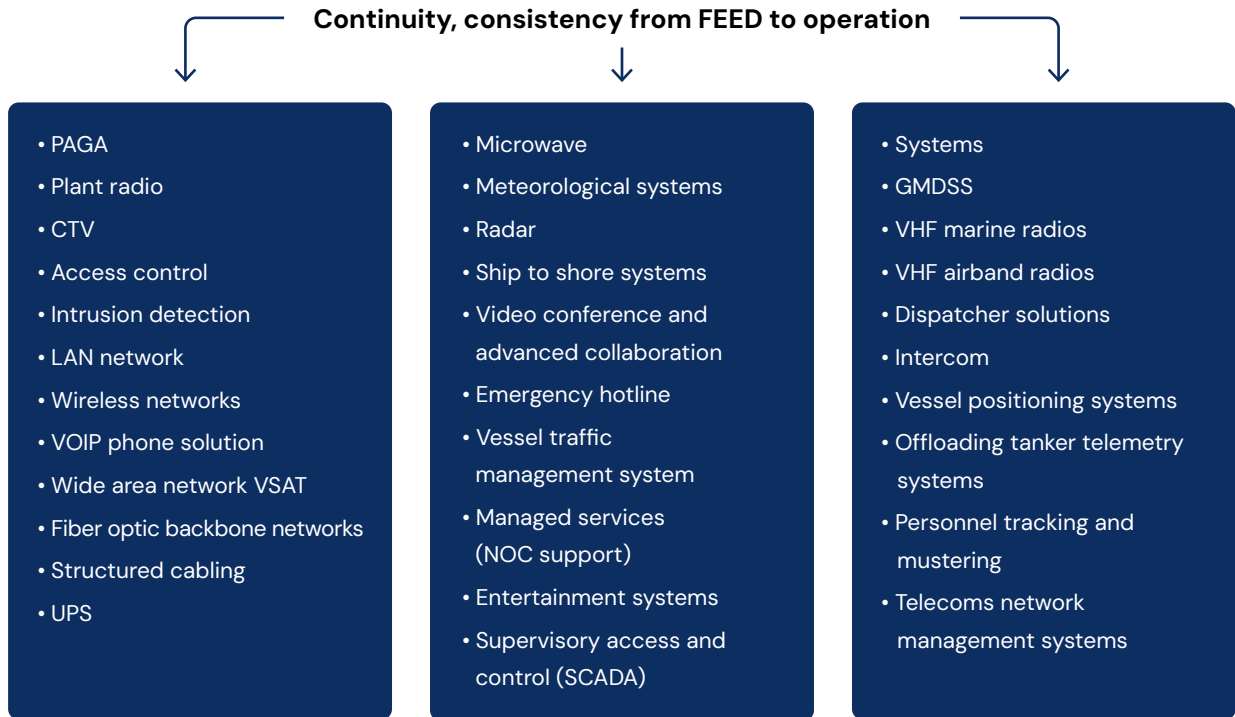 Continuity, consistency from FEED to operation
• PAGA
• Plant radio
• CTV
• Access control
• Intrusion detection
• LAN network
• Wireless networks
• VOIP phone solution
• Wide area network VSAT
• Fiber optic backbone networks
• Structured cabling
• UPS
• Microwave
• Meteorological systems
• Radar
• Ship to shore systems
• Video conference and
advanced collaboration
• Emergency hotline
• Vessel traffic
management system
• Managed services
(NOC support)
• Entertainment systems
• Supervisory access and
control (SCADA)
• Systems
• GMDSS
• VHF marine radios
• VHF airband radios
• Dispatcher solutions
• Intercom
• Vessel positioning systems
• Offloading tanker telemetry
systems
• Personnel tracking and
mustering
• Telecoms network
management systems